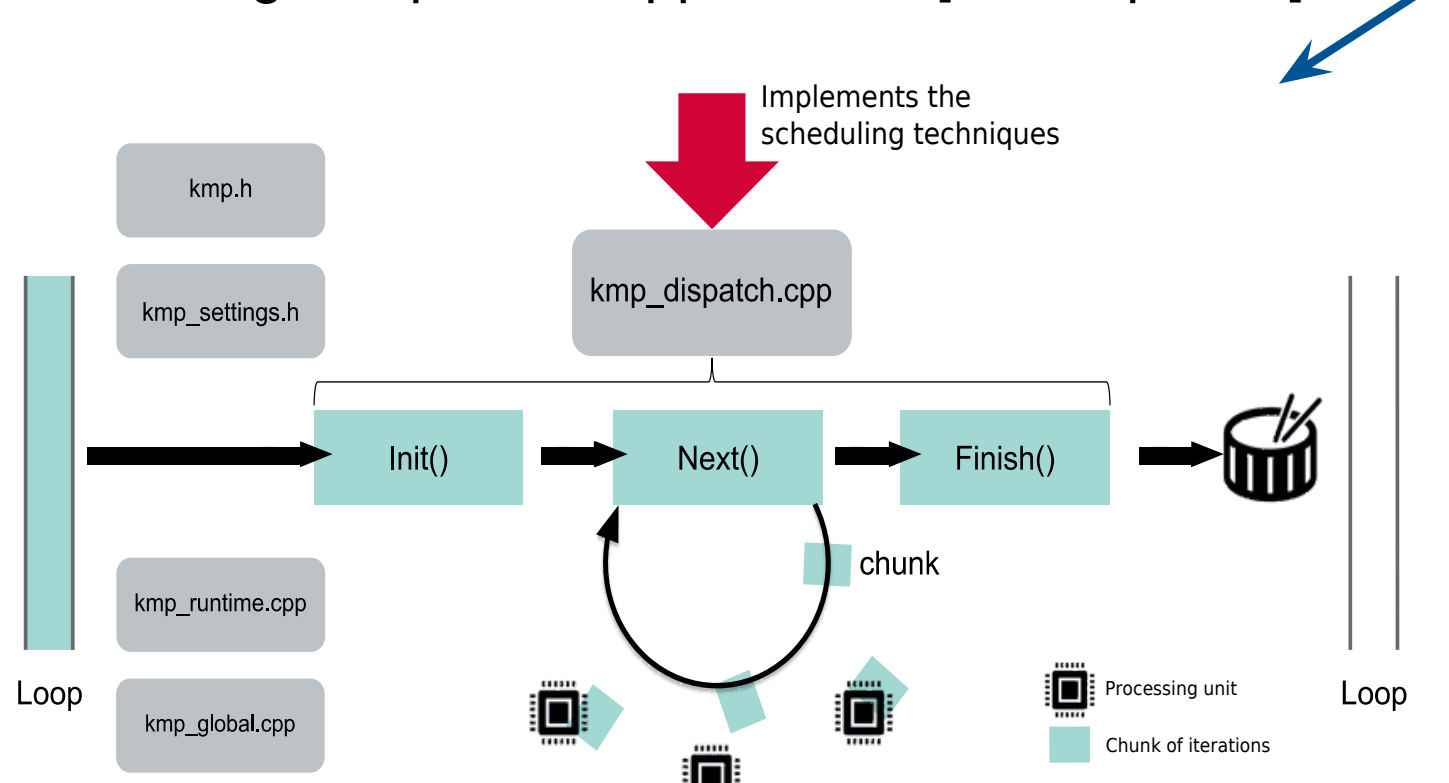 kmp.h
kmp_settings.h
Implements the
scheduling techniques
kmp_dispatch.cpp
Init()
Next()
Finish()
chunk
kmp_runtime.cpp
kmp_global.cpp
Loop
Processing unit
Chunk of iterations
Loop